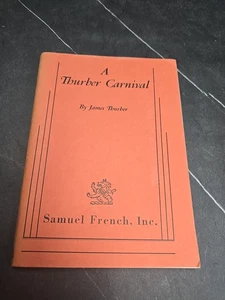 A
Thurber Carnival
By James Thurber
Samuel French, Inc.